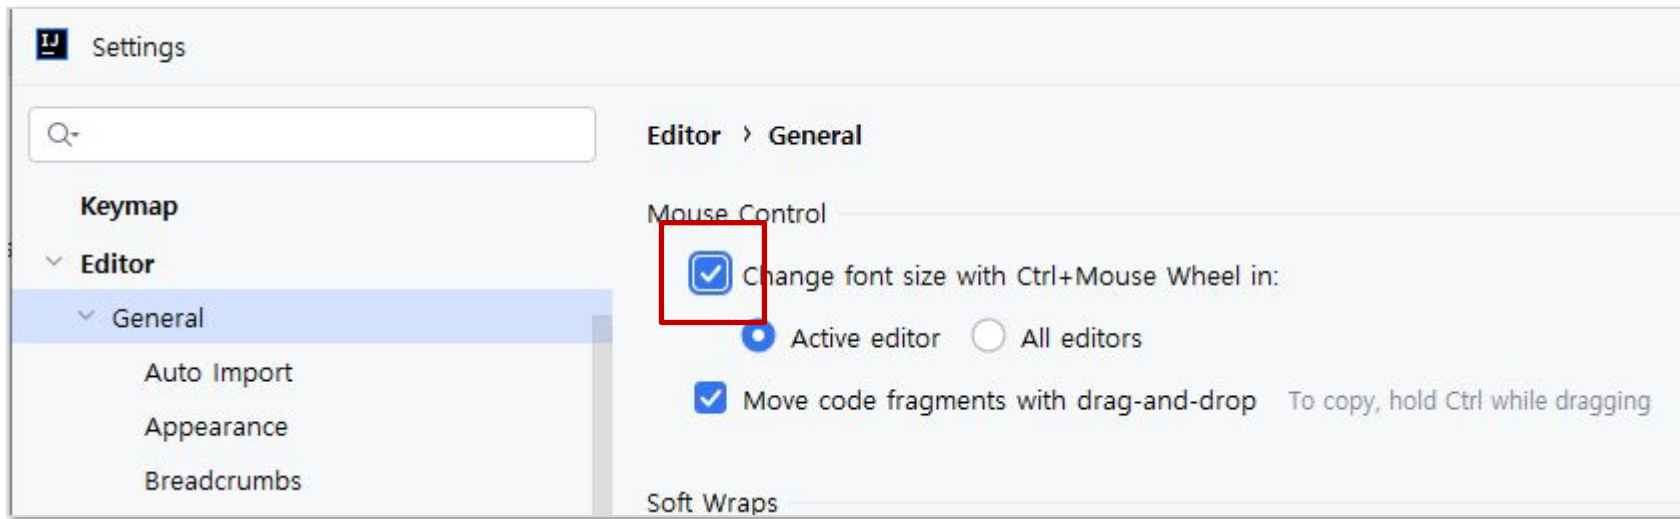 IJ
Settings
Editor > General
Keymap
Editor
General
Auto Import
Appearance
Breadcrumbs
Mouse Control
Change font size with Ctrl+Mouse Wheel in:
Active editor All editors
Move code fragments with drag-and-drop To copy, hold Ctrl while dragging
Soft Wraps